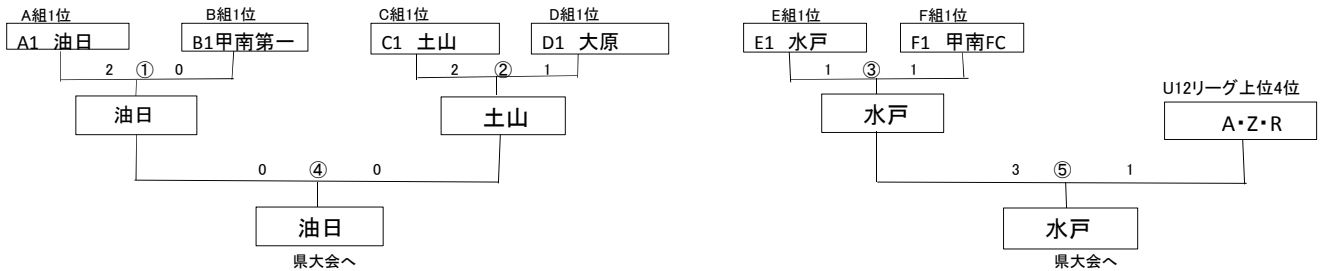 A組1位 B組1位 C組1位 D組1位 E組1位 F組1位
A1 油日 B1甲南第一 C1 土山 D1 大原 E1 水戸 F1 甲南FC
2 ① 0 2 ② 1 1 ③ 1
U12リーグ上位4位
油日 土山 水戸 A・Z・R
0 ④ 0 3 ⑤ 1
油日 水戸
県大会へ 県大会へ